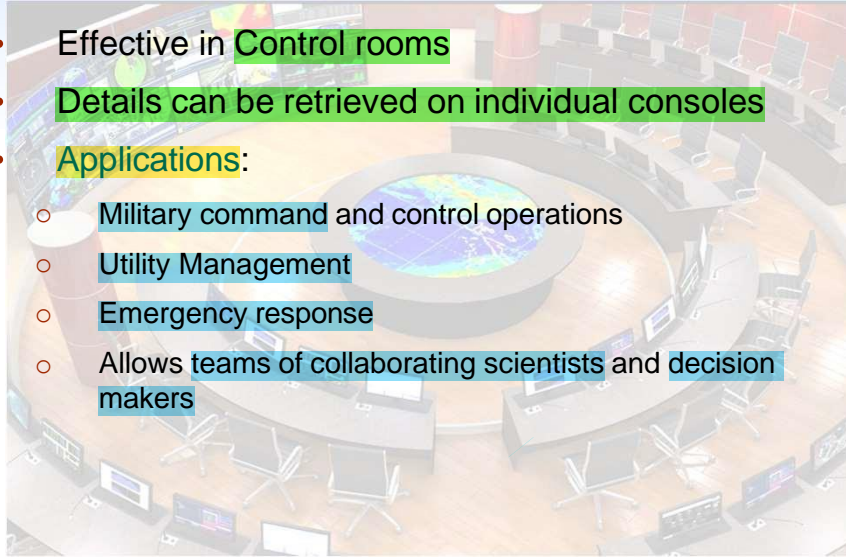 • Effective in Control rooms
• Details can be retrieved on individual consoles
• Applications:
○ Military command and control operations
○ Utility Management
○ Emergency response
○ Allows teams of collaborating scientists and decision
makers